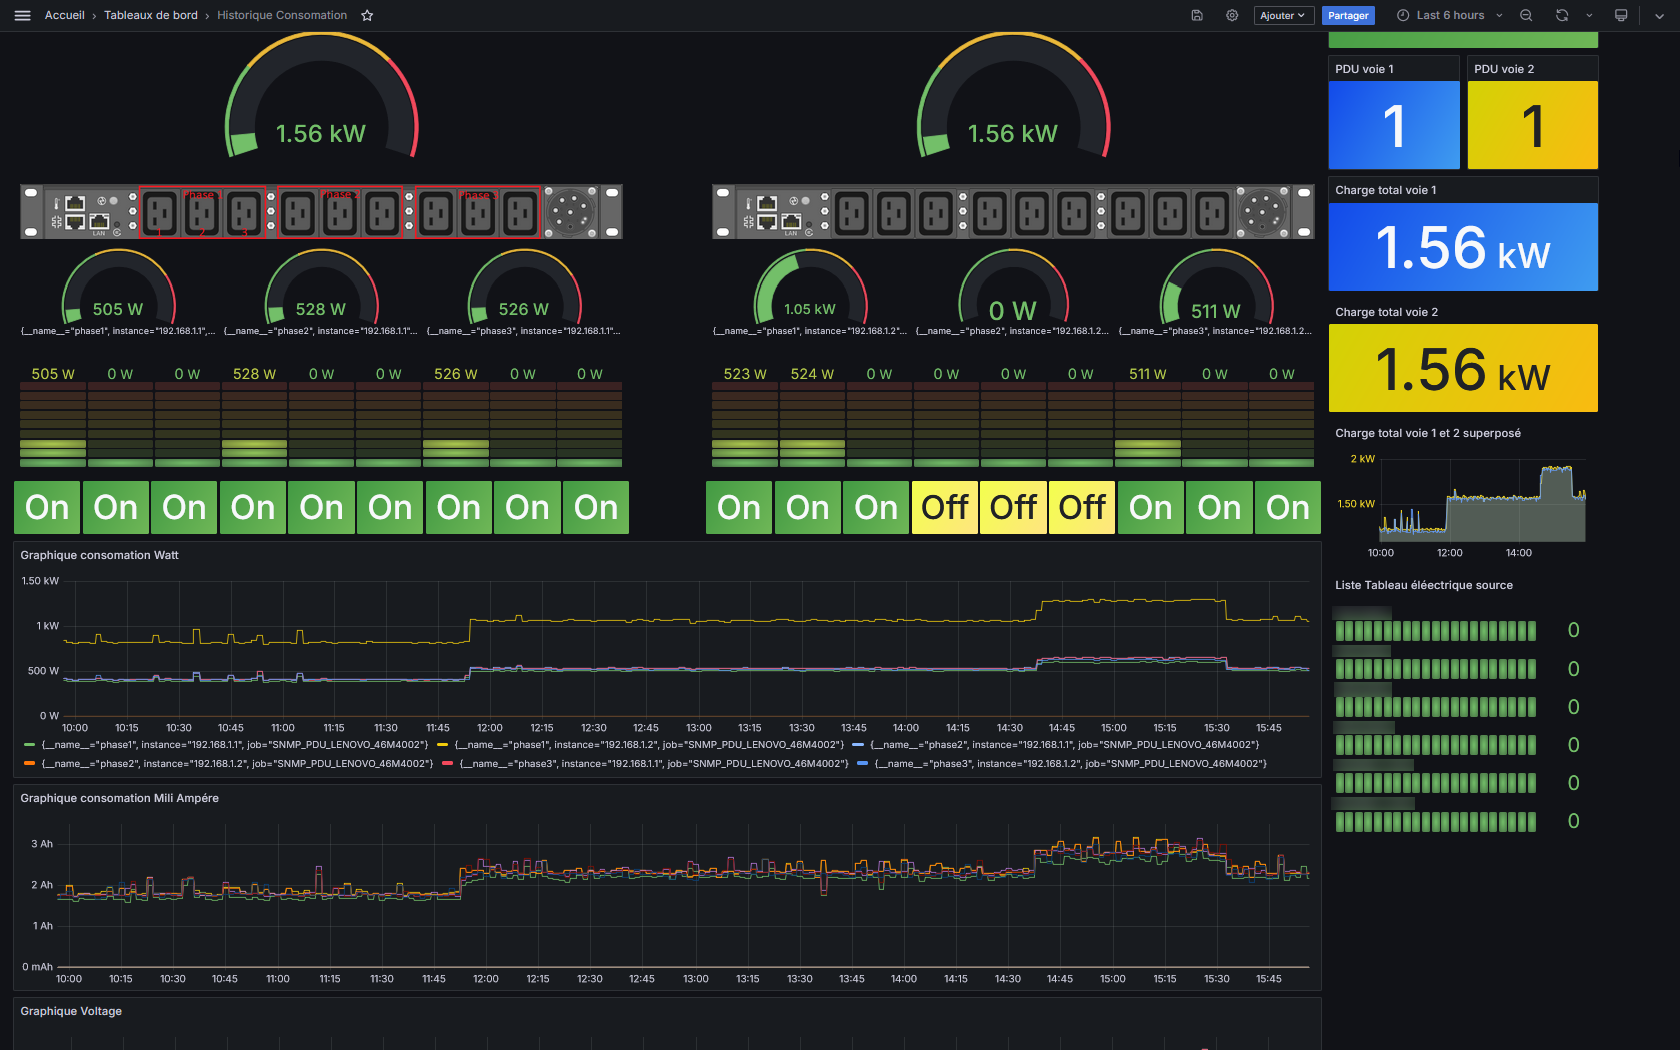 Accueil › Tableaux de bord › Historique Consomation
Ajouter
Partager
Last 6 hours
1.56 kW
1.56 kW
Phase
Phase
Phase
1 2 3
LAN
LAN
505 W
528 W
526 W
{__name__="phase1", instance="192.168.1.1",...
{__name__="phase2", instance="192.168.1.1"...
{__name__="phase3", instance="192.168.1.1"...
1.05 kW
0 W
511 W
{__name__="phase1", instance="192.168.1.2"...
{__name__="phase2", instance="192.168.1.2...
{__name__="phase3", instance="192.168.1.2...
505 W 0 W 0 W 528 W 0 W 0 W 526 W 0 W 0 W
523 W 524 W 0 W 0 W 0 W 0 W 511 W 0 W 0 W
On On On On On On On On On
On On On Off Off Off On On On
Graphique consomation Watt
1.50 kW
1 kW
500 W
0 W
10:00 10:15 10:30 10:45 11:00 11:15 11:30 11:45 12:00 12:15 12:30 12:45 13:00 13:15 13:30 13:45 14:00 14:15 14:30 14:45 15:00 15:15 15:30 15:45
{__name__="phase1", instance="192.168.1.1", job="SNMP_PDU_LENOVO_46M4002"} {__name__="phase1", instance="192.168.1.2", job="SNMP_PDU_LENOVO_46M4002"} {__name__="phase2", instance="192.168.1.1", job="SNMP_PDU_LENOVO_46M4002"}
{__name__="phase2", instance="192.168.1.2", job="SNMP_PDU_LENOVO_46M4002"} {__name__="phase3", instance="192.168.1.1", job="SNMP_PDU_LENOVO_46M4002"} {__name__="phase3", instance="192.168.1.2", job="SNMP_PDU_LENOVO_46M4002"}
Graphique consomation Mili Ampére
3 Ah
2 Ah
1 Ah
0 mAh
10:00 10:15 10:30 10:45 11:00 11:15 11:30 11:45 12:00 12:15 12:30 12:45 13:00 13:15 13:30 13:45 14:00 14:15 14:30 14:45 15:00 15:15 15:30 15:45
Graphique Voltage
PDU voie 1
1
PDU voie 2
1
Charge total voie 1
1.56 kW
Charge total voie 2
1.56 kW
Charge total voie 1 et 2 superposé
2 kW
1.50 kW
10:00 12:00 14:00
Liste Tableau éléectrique source
0
0
0
0
0
0